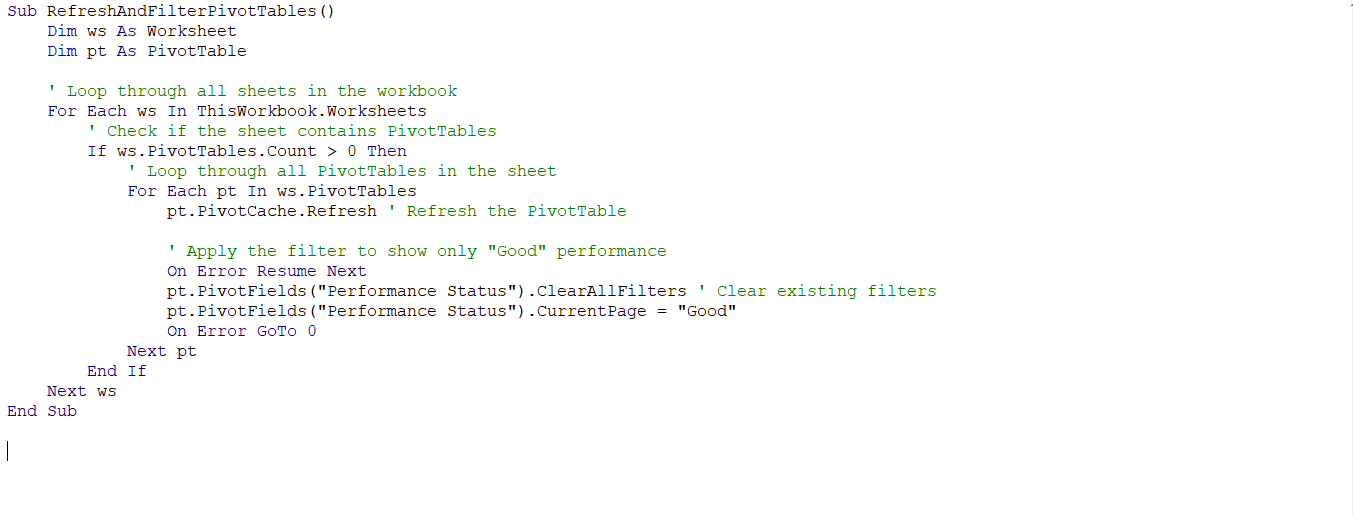 Sub RefreshAndFilterPivotTables()
    Dim ws As Worksheet
    Dim pt As PivotTable

    ' Loop through all sheets in the workbook
    For Each ws In ThisWorkbook.Worksheets
        ' Check if the sheet contains PivotTables
        If ws.PivotTables.Count > 0 Then
            ' Loop through all PivotTables in the sheet
            For Each pt In ws.PivotTables
                pt.PivotCache.Refresh ' Refresh the PivotTable

                ' Apply the filter to show only "Good" performance
                On Error Resume Next
                pt.PivotFields("Performance Status").ClearAllFilters ' Clear existing filters
                pt.PivotFields("Performance Status").CurrentPage = "Good"
                On Error GoTo 0
            Next pt
        End If
    Next ws
End Sub